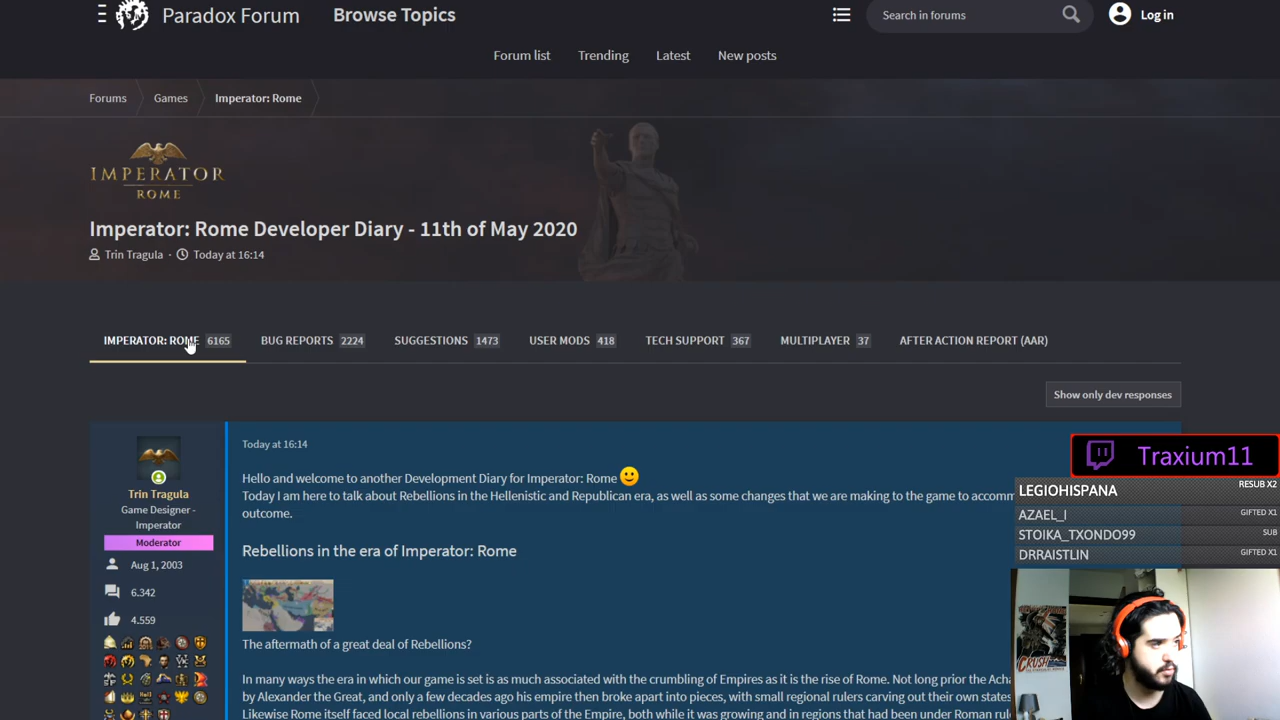 Paradox Forum
Browse Topics
Search in forums
Log in
Forum list
Trending
Latest
New posts
Forums
Games
Imperator: Rome
IMPERATOR
ROME
Imperator: Rome Developer Diary - 11th of May 2020
Trin Tragula · Today at 16:14
IMPERATOR: ROME 6165
BUG REPORTS 2224
SUGGESTIONS 1473
USER MODS 418
TECH SUPPORT 367
MULTIPLAYER 37
AFTER ACTION REPORT (AAR)
Show only dev responses
Trin Tragula
Game Designer -
Imperator
Moderator
Aug 1, 2003
6.342
4.559
Today at 16:14
Hello and welcome to another Development Diary for Imperator: Rome
Today I am here to talk about Rebellions in the Hellenistic and Republican era, as well as some changes that we are making to the game to
outcome.
Rebellions in the era of Imperator: Rome
The aftermath of a great deal of Rebellions?
In many ways the era in which our game is set is as much associated with the crumbling of Empires as it is the rise of Rome. Not long prior the
by Alexander the Great, and only a few decades ago his empire then broke apart into pieces, with small regional rulers carving out their own states
Likewise Rome itself faced local rebellions in various parts of the Empire, both while it was growing and in regions that had been under Roman
Traxium11
LEGIOHISPANA RESUB X2
AZAEL_I GIFTED X1
STOIKA_TXONDO99 SUB
DRRAISTLIN GIFTED X1
CRUSH